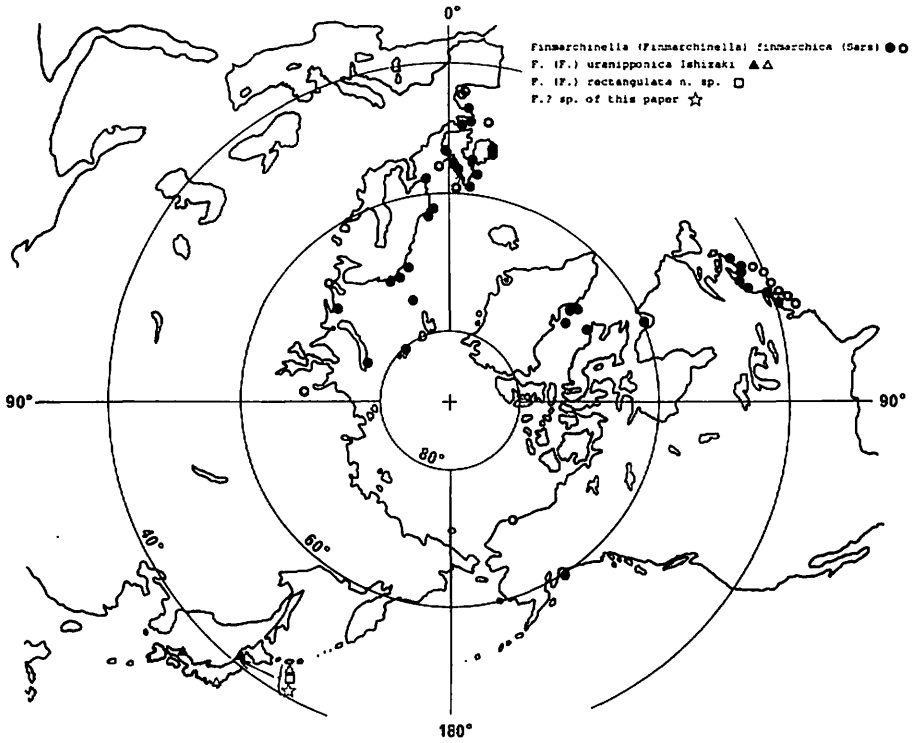 0°
Finmarchinella (Finmarchinella) finmarchica (Sars) ● ○
F. (F.) uranipponica Ishizaki ▲ △
F. (F.) rectangulata n. sp. □
F.? sp. of this paper ☆
90°
90°
80°
60°
40°
180°